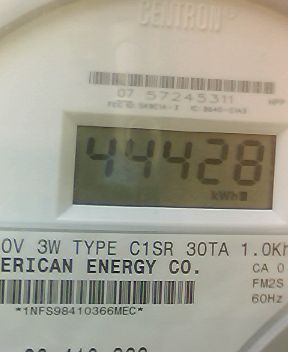 CENTRON
07 57245311
44428
kWh
0V 3W TYPE C1SR 30TA 1.0Kh
ERICAN ENERGY CO.
CA 0
FM2S
60Hz
*1NFS98410366MEC*